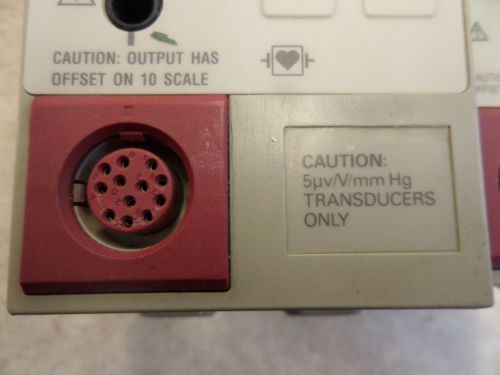 CAUTION: OUTPUT HAS
OFFSET ON 10 SCALE
CAUTION:
5µv/V/mm Hg
TRANSDUCERS
ONLY